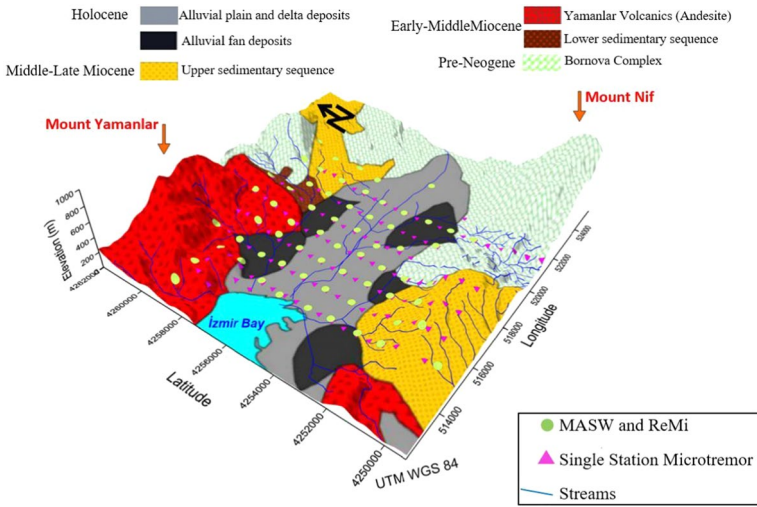 Holocene
Alluvial plain and delta deposits
Alluvial fan deposits
Middle-Late Miocene
Upper sedimentary sequence
Early-MiddleMiocene
Yamanlar Volcanics (Andesite)
Lower sedimentary sequence
Pre-Neogene
Bornova Complex
Mount Yamanlar
Mount Nif
N
Elevation (m)
1000
800
600
400
200
0
4262000
4260000
4258000
4256000
4254000
4252000
4250000
Latitude
İzmir Bay
524000
522000
520000
518000
516000
514000
Longitude
UTM WGS 84
MASW and ReMi
Single Station Microtremor
Streams